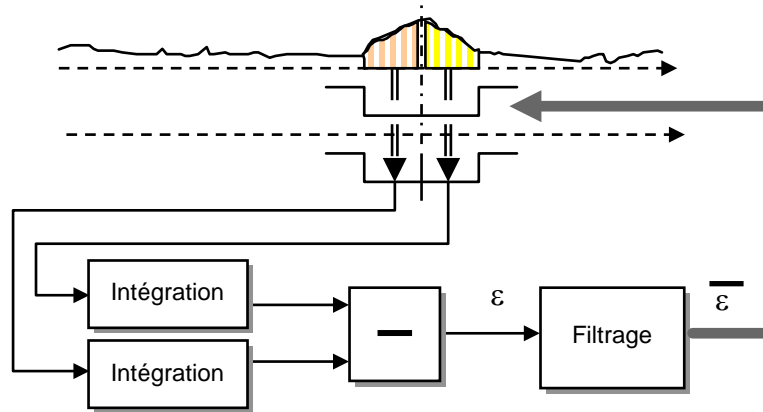 Intégration
Intégration
−
ε
Filtrage
ε̅